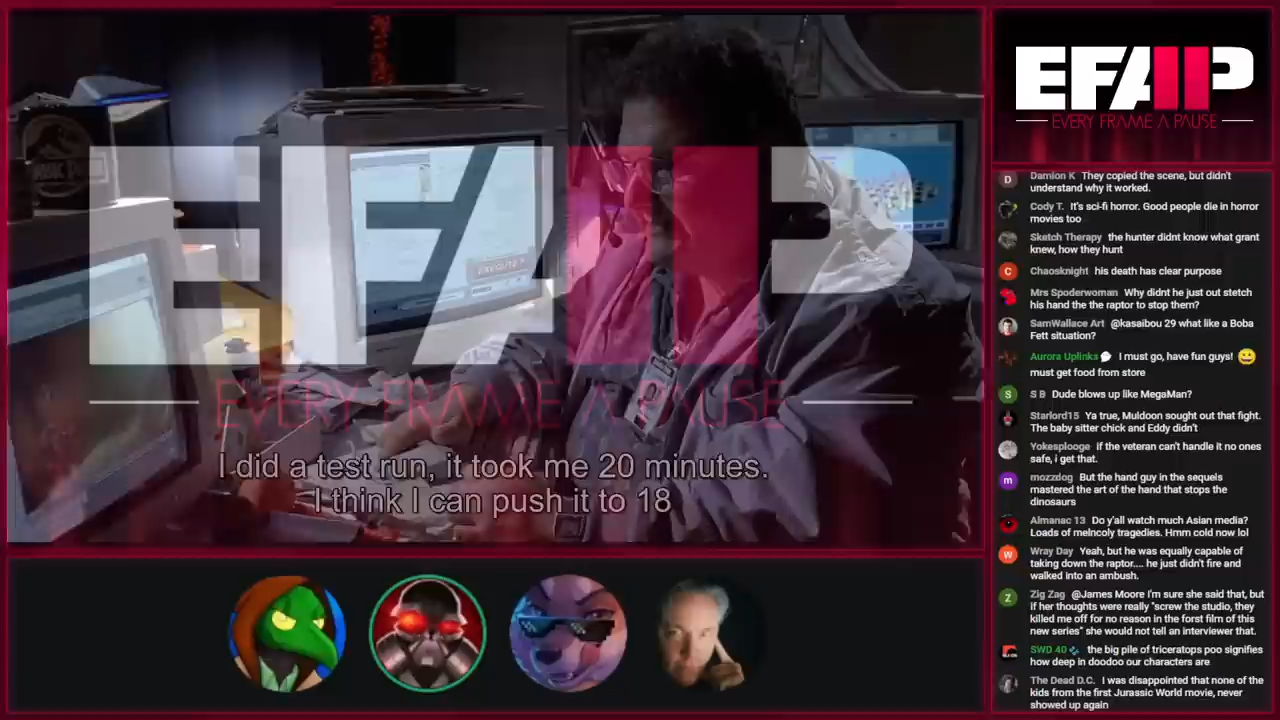 EFAP
EVERY FRAME A PAUSE
I did a test run, it took me 20 minutes.
I think I can push it to 18
EFAP
EVERY FRAME A PAUSE
Damion K They copied the scene, but didn't
understand why it worked.
Cody T. It's sci-fi horror. Good people die in horror
movies too
Sketch Therapy the hunter didnt know what grant
knew, how they hunt
C
Chaosknight his death has clear purpose
Mrs Spoderwoman Why didnt he just out stetch
his hand the the raptor to stop them?
SamWallace Art @kasaibou 29 what like a Boba
Fett situation?
Aurora Uplinks I must go, have fun guys!
must get food from store
S
S B Dude blows up like MegaMan?
Starlord15 Ya true, Muldoon sought out that fight.
The baby sitter chick and Eddy didn't
Yokesplooge if the veteran can't handle it no ones
safe, i get that.
m
mozzdog But the hand guy in the sequels
mastered the art of the hand that stops the
dinosaurs
Almanac 13 Do y'all watch much Asian media?
Loads of melncoly tragedies. Hmm cold now lol
W
Wray Day Yeah, but he was equally capable of
taking down the raptor.... he just didn't fire and
walked into an ambush.
Z
Zig Zag @James Moore I'm sure she said that, but
if her thoughts were really "screw the studio, they
killed me off for no reason in the forst film of this
new series" she would not tell an interviewer that.
SWD 40 the big pile of triceratops poo signifies
how deep in doodoo our characters are
The Dead D.C. I was disappointed that none of the
kids from the first Jurassic World movie, never
showed up again